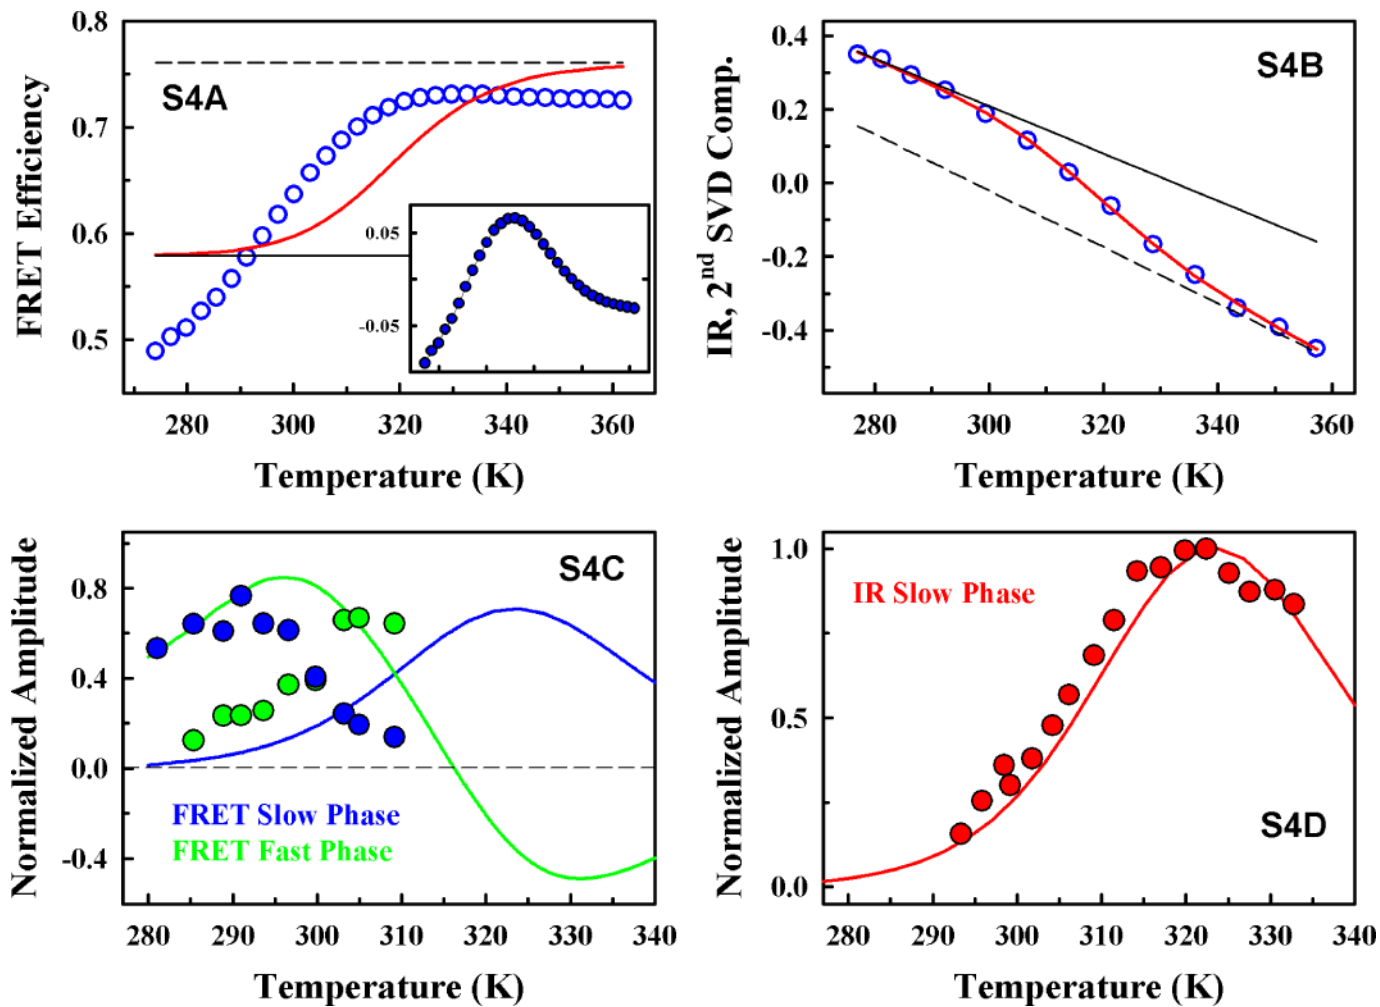 0.8
0.7
0.6
0.5
FRET Efficiency
S4A
0.05
-0.05
280 300 320 340 360
Temperature (K)
0.4
0.2
0.0
-0.2
-0.4
IR, 2nd SVD Comp.
S4B
280 300 320 340 360
Temperature (K)
0.8
0.4
0.0
-0.4
Normalized Amplitude
S4C
FRET Slow Phase
FRET Fast Phase
280 290 300 310 320 330 340
Temperature (K)
1.0
0.5
0.0
Normalized Amplitude
IR Slow Phase
S4D
280 290 300 310 320 330 340
Temperature (K)